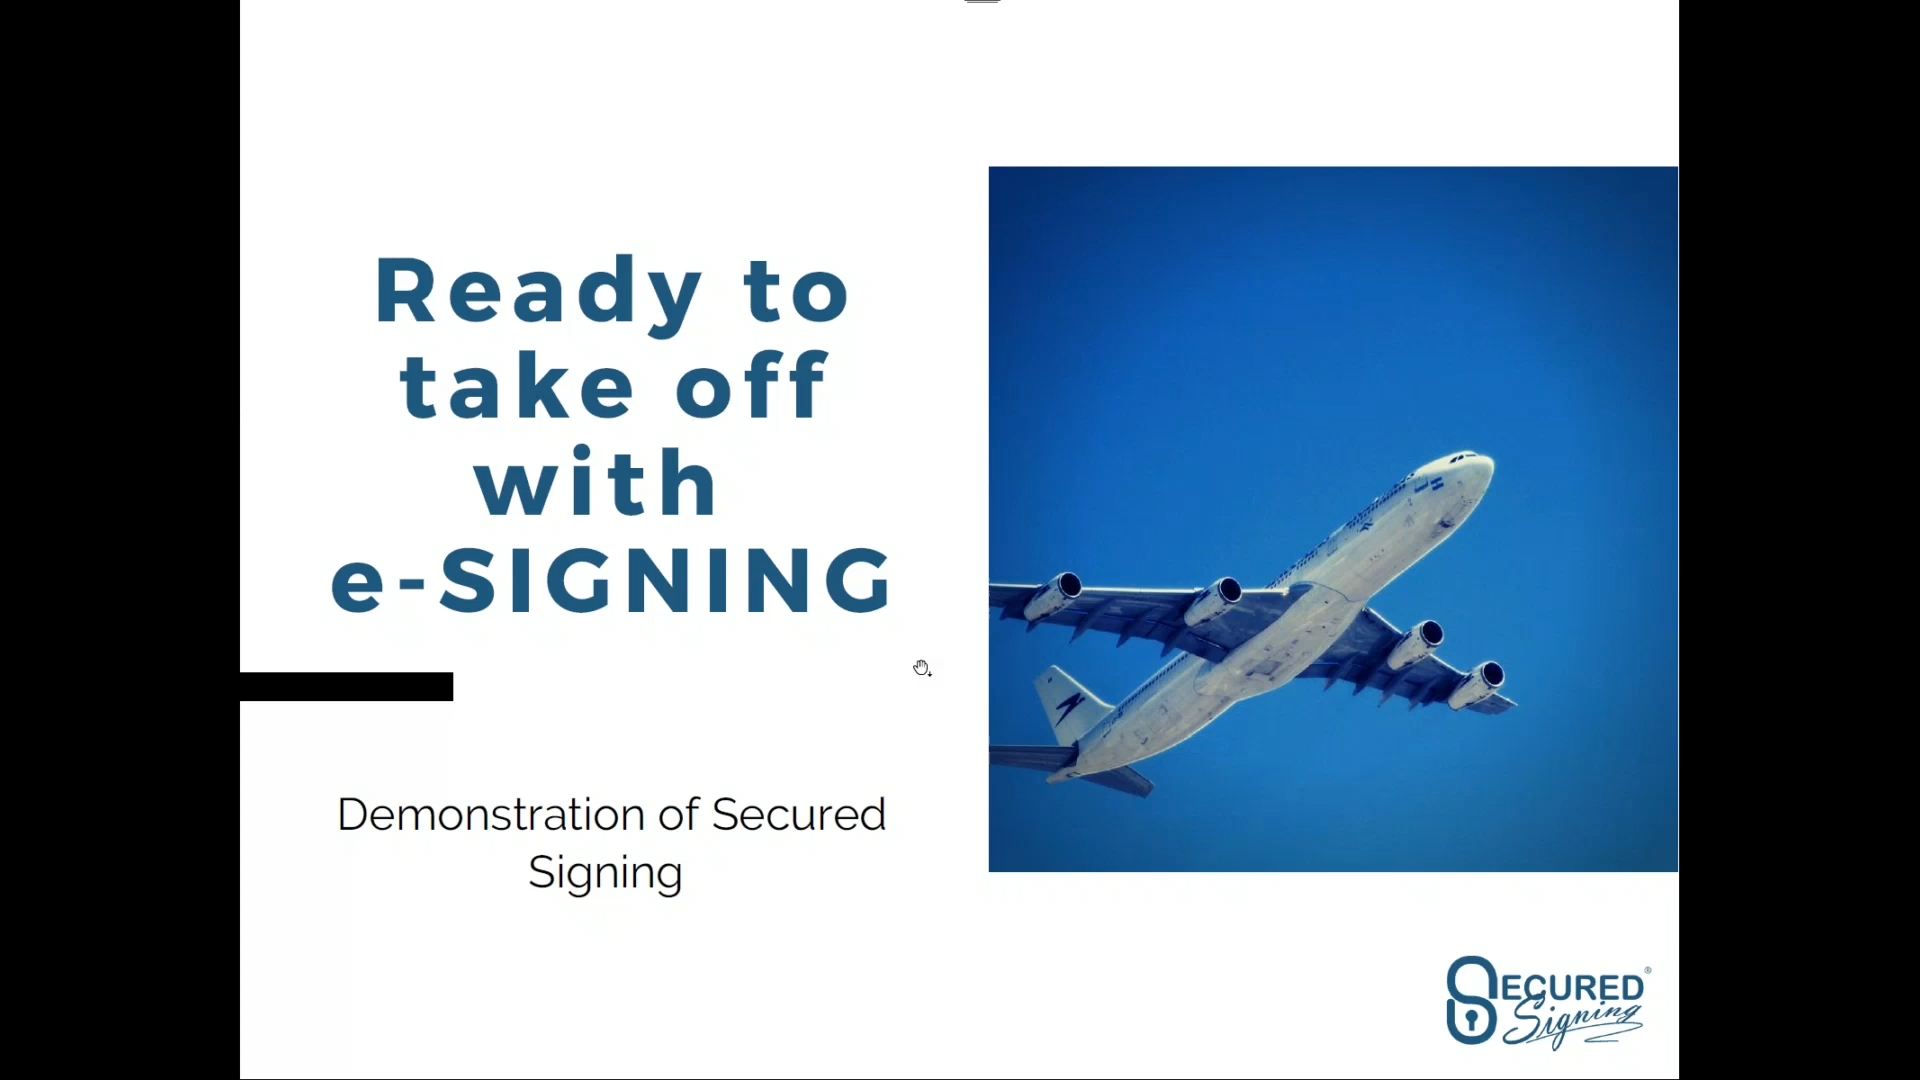 Ready to
take off
with
e-SIGNING
Demonstration of Secured
Signing
SECURED®
Signing